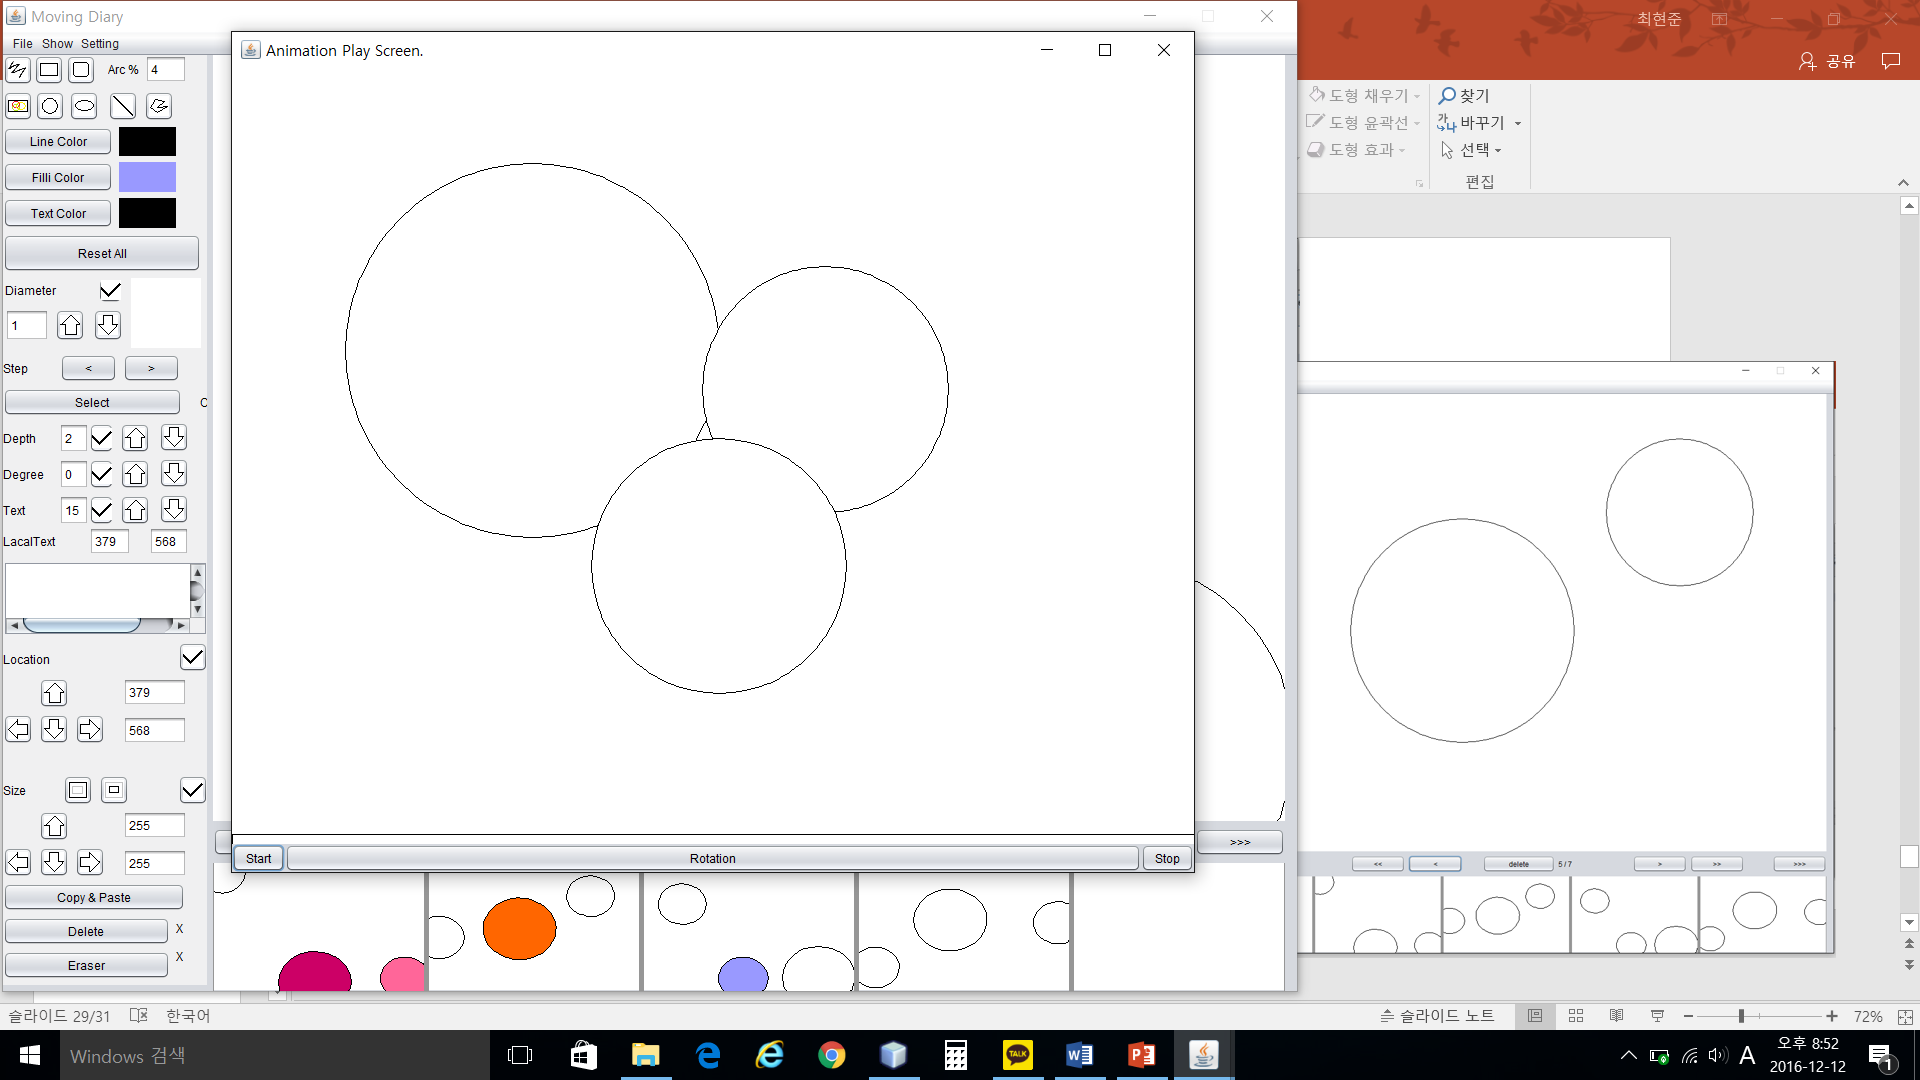 Moving Diary
File Show Setting
Arc % 4
Line Color
Filli Color
Text Color
Reset All
Diameter
1
Step < >
Select
Depth 2
Degree 0
Text 15
LacalText 379 568
Location
379
568
Size
255
255
Copy & Paste
Delete X
Eraser X
Animation Play Screen.
Start Rotation Stop
>>>
최현준
공유
도형 채우기
찾기
도형 윤곽선
바꾸기
도형 효과
선택
편집
<< < delete 5 / 7 > >> >>>
슬라이드 29/31 한국어
슬라이드 노트
72%
Windows 검색
TALK
A
오후 8:52
2016-12-12
1